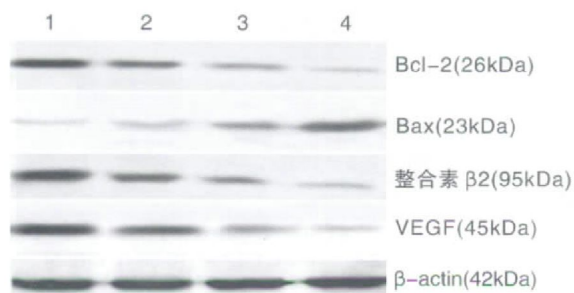 1 2 3 4
Bcl-2(26kDa)
Bax(23kDa)
整合素 β2(95kDa)
VEGF(45kDa)
β-actin(42kDa)